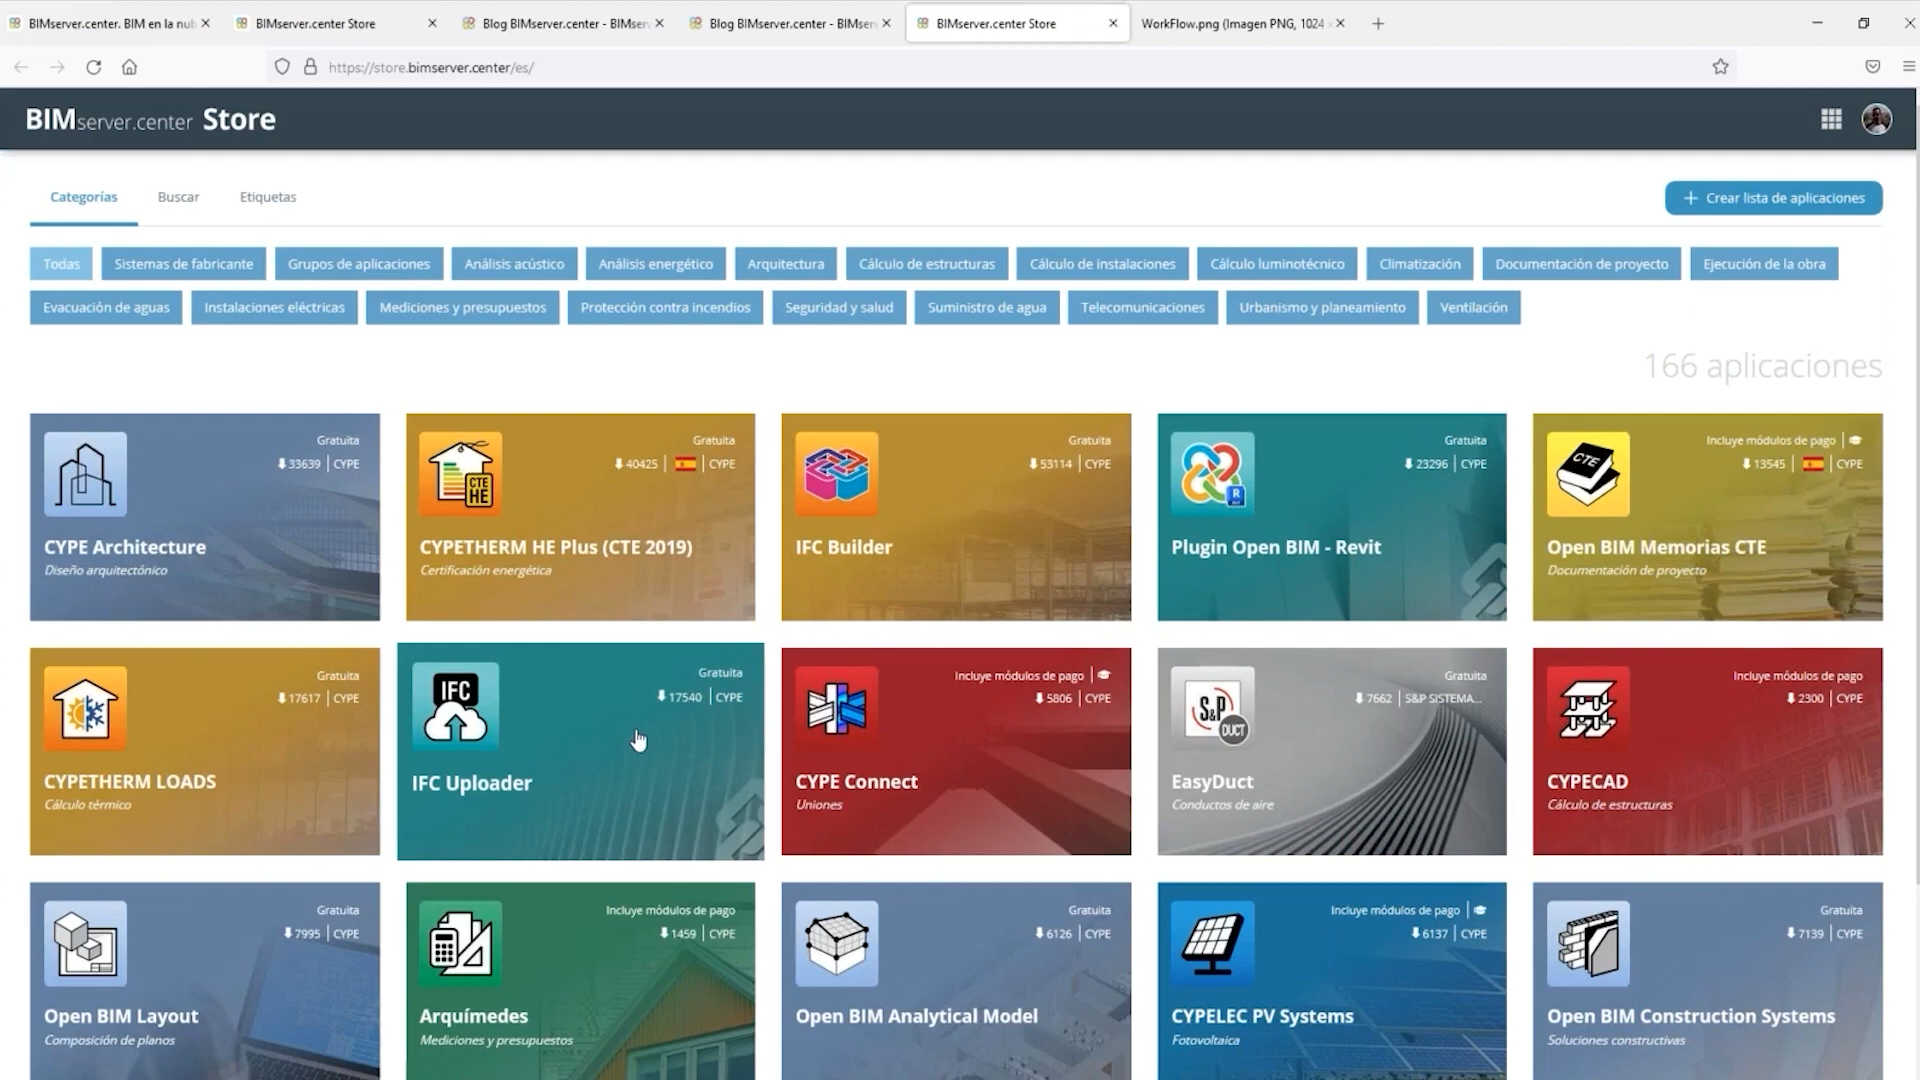 BIMserver.center. BIM en la nub
BIMserver.center Store
Blog BIMserver.center - BIMser
Blog BIMserver.center - BIMser
BIMserver.center Store
WorkFlow.png (Imagen PNG, 1024
https://store.bimserver.center/es/
BIMserver.center Store
Categorías Buscar Etiquetas
+ Crear lista de aplicaciones
Todas Sistemas de fabricante Grupos de aplicaciones Análisis acústico Análisis energético Arquitectura Cálculo de estructuras Cálculo de instalaciones Cálculo luminotécnico Climatización Documentación de proyecto Ejecución de la obra
Evacuación de aguas Instalaciones eléctricas Mediciones y presupuestos Protección contra incendios Seguridad y salud Suministro de agua Telecomunicaciones Urbanismo y planeamiento Ventilación
166 aplicaciones
Gratuita
33639 | CYPE
CYPE Architecture
Diseño arquitectónico
Gratuita
40425 | CYPE
CTE
HE
CYPETHERM HE Plus (CTE 2019)
Certificación energética
Gratuita
53114 | CYPE
IFC Builder
Gratuita
23296 | CYPE
R
Plugin Open BIM - Revit
Incluye módulos de pago
13545 | CYPE
CTE
Open BIM Memorias CTE
Documentación de proyecto
Gratuita
17617 | CYPE
CYPETHERM LOADS
Cálculo térmico
Gratuita
17540 | CYPE
IFC
IFC Uploader
Incluye módulos de pago
5806 | CYPE
CYPE Connect
Uniones
Gratuita
7662 | S&P SISTEMA...
S&P
DUCT
EasyDuct
Conductos de aire
Incluye módulos de pago
2300 | CYPE
CYPECAD
Cálculo de estructuras
Gratuita
7995 | CYPE
Open BIM Layout
Composición de planos
Incluye módulos de pago
1459 | CYPE
Arquímedes
Mediciones y presupuestos
Gratuita
6126 | CYPE
Open BIM Analytical Model
Incluye módulos de pago
6137 | CYPE
CYPELEC PV Systems
Fotovoltaica
Gratuita
7139 | CYPE
Open BIM Construction Systems
Soluciones constructivas